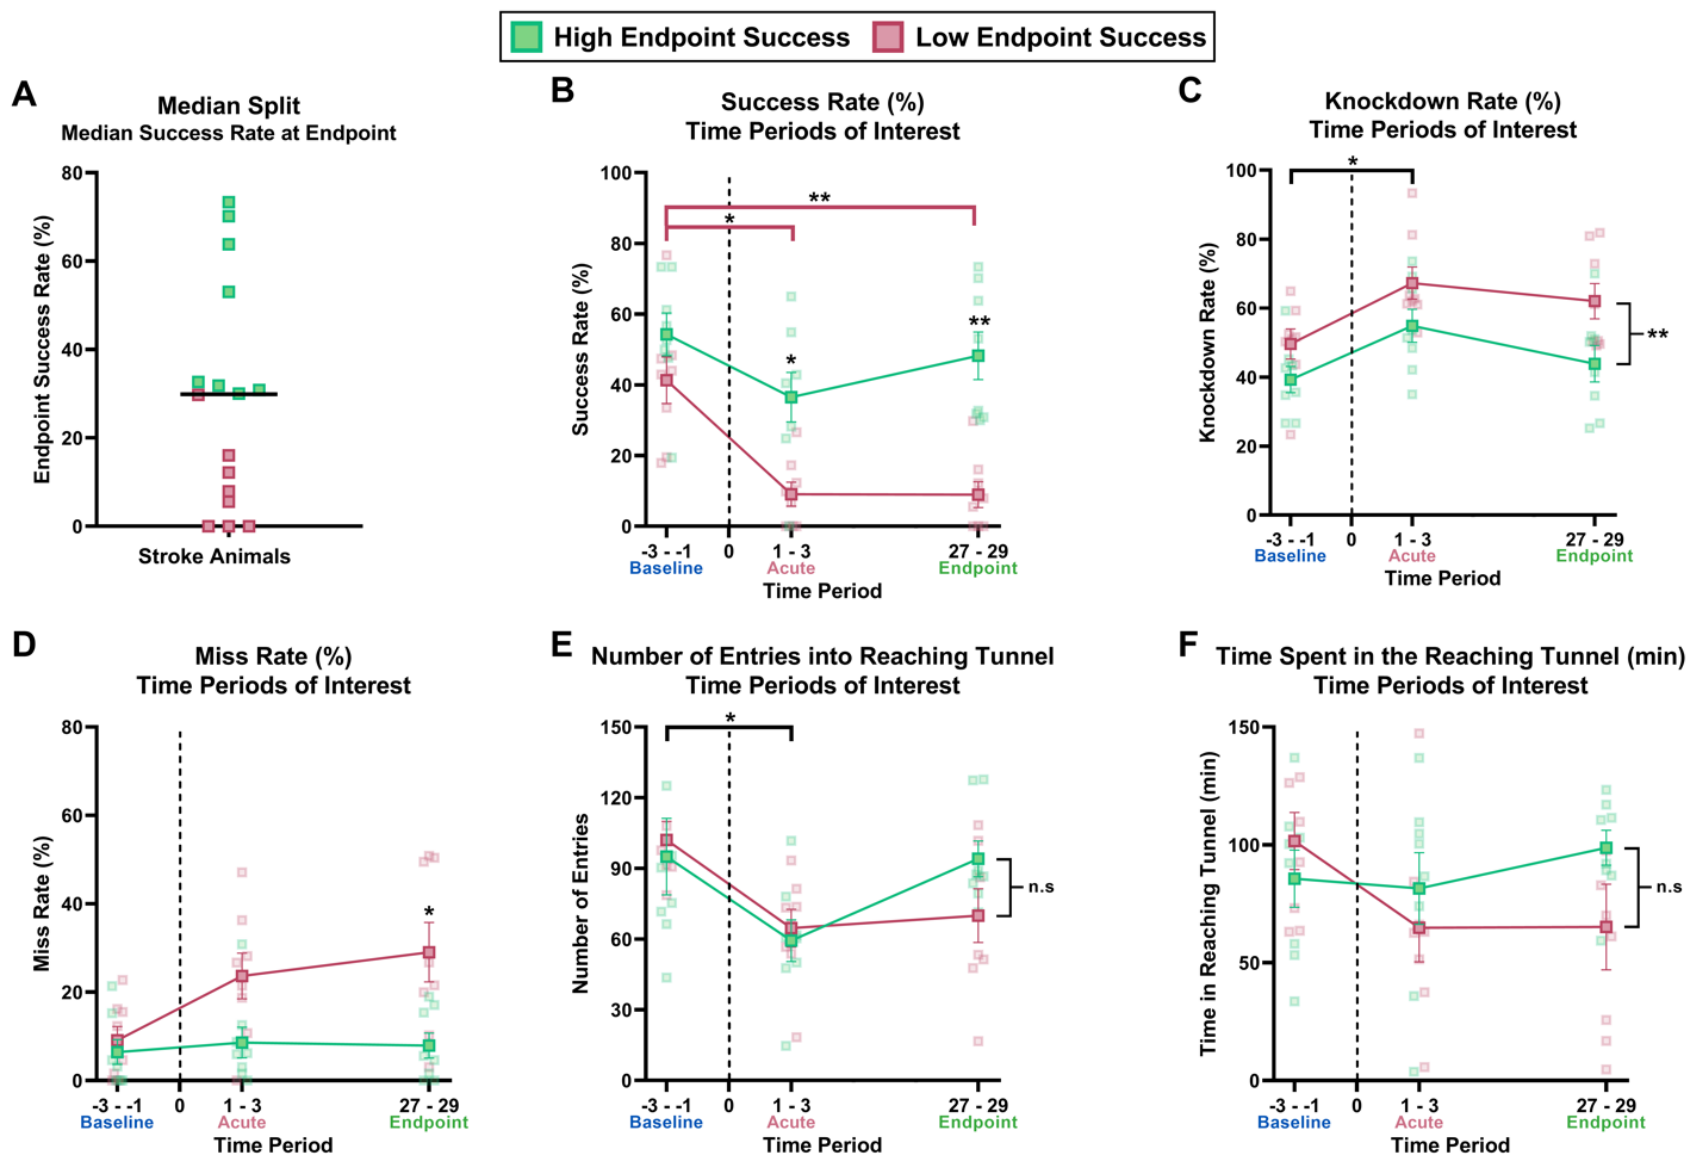 High Endpoint Success
Low Endpoint Success
A
Median Split
Median Success Rate at Endpoint
Endpoint Success Rate (%)
80
60
40
20
0
Stroke Animals
B
Success Rate (%)
Time Periods of Interest
Success Rate (%)
100
80
60
40
20
0
**
*
*
**
-3 - -1
0
1 - 3
27 - 29
Baseline
Acute
Endpoint
Time Period
C
Knockdown Rate (%)
Time Periods of Interest
Knockdown Rate (%)
100
80
60
40
20
0
*
**
-3 - -1
0
1 - 3
27 - 29
Baseline
Acute
Endpoint
Time Period
D
Miss Rate (%)
Time Periods of Interest
Miss Rate (%)
80
60
40
20
0
*
-3 - -1
0
1 - 3
27 - 29
Baseline
Acute
Endpoint
Time Period
E
Number of Entries into Reaching Tunnel
Time Periods of Interest
Number of Entries
150
120
90
60
30
0
*
n.s
-3 - -1
0
1 - 3
27 - 29
Baseline
Acute
Endpoint
Time Period
F
Time Spent in the Reaching Tunnel (min)
Time Periods of Interest
Time in Reaching Tunnel (min)
150
100
50
0
n.s
-3 - -1
0
1 - 3
27 - 29
Baseline
Acute
Endpoint
Time Period